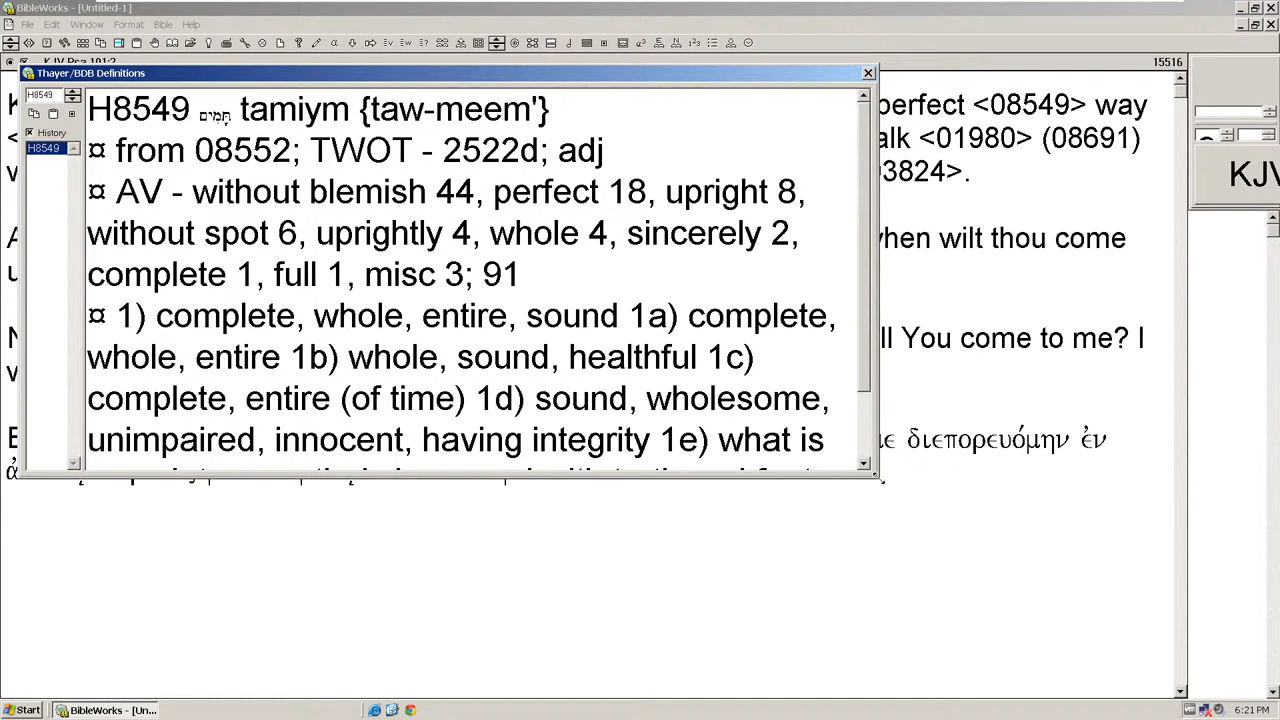 BibleWorks - [Untitled-1]
File Edit Window Format Bible Help
KJV Psa 101:2
15516
Thayer/BDB Definitions
H8549
History
H8549
H8549 תָּמִים tamiym {taw-meem'}
¤ from 08552; TWOT - 2522d; adj
¤ AV - without blemish 44, perfect 18, upright 8,
without spot 6, uprightly 4, whole 4, sincerely 2,
complete 1, full 1, misc 3; 91
¤ 1) complete, whole, entire, sound 1a) complete,
whole, entire 1b) whole, sound, healthful 1c)
complete, entire (of time) 1d) sound, wholesome,
unimpaired, innocent, having integrity 1e) what is
perfect <08549> way
alk <01980> (08691)
3824>.
when wilt thou come
ll You come to me? I
διεπορευόμην ἐν
KJV
Start
BibleWorks - [Un...
6:21 PM